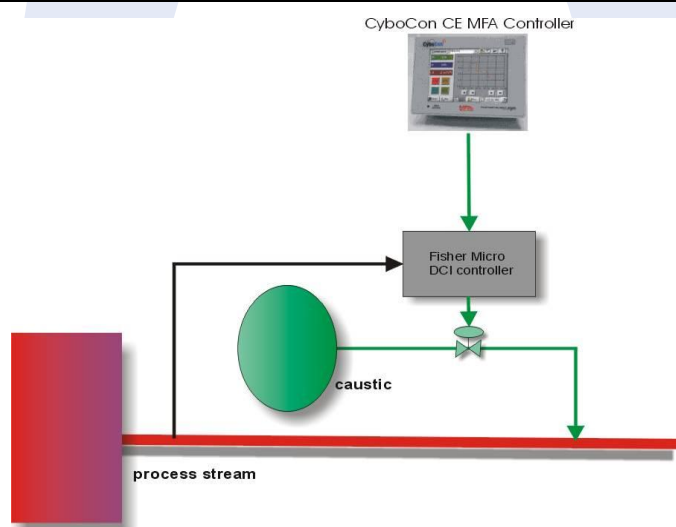 CyboCon CE MFA Controller
Fisher Micro
DCI controller
caustic
process stream